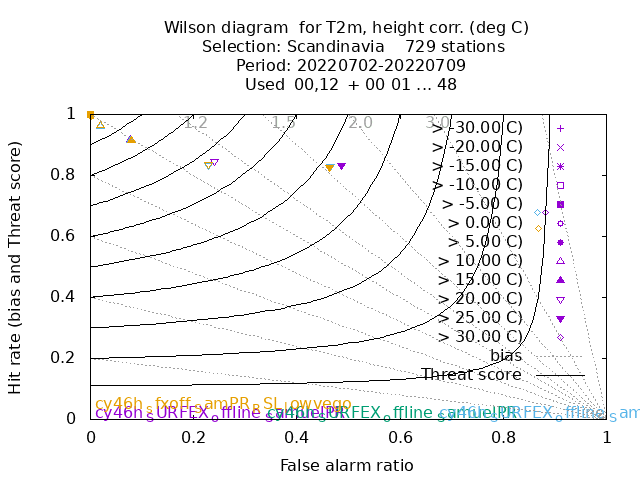 Wilson diagram  for T2m, height corr. (deg C)
Selection: Scandinavia    729 stations
Period: 20220702-20220709
Used  00,12  + 00 01 ... 48
Hit rate (bias and Threat score)
1
0.8
0.6
0.4
0.2
0
1.2
1.5
2.0
3.0
> -30.00 C)
> -20.00 C)
> -15.00 C)
> -10.00 C)
> -5.00 C)
> 0.00 C)
> 5.00 C)
> 10.00 C)
> 15.00 C)
> 20.00 C)
> 25.00 C)
> 30.00 C)
bias
Threat score
0 0.2 0.4 0.6 0.8 1
False alarm ratio